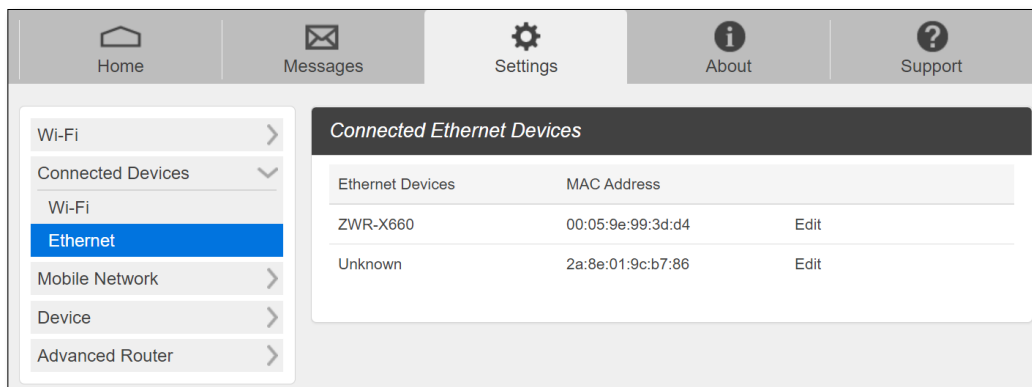 Home Messages Settings About Support
Wi-Fi
Connected Devices
Wi-Fi
Ethernet
Mobile Network
Device
Advanced Router
Connected Ethernet Devices
Ethernet Devices MAC Address
ZWR-X660 00:05:9e:99:3d:d4 Edit
Unknown 2a:8e:01:9c:b7:86 Edit